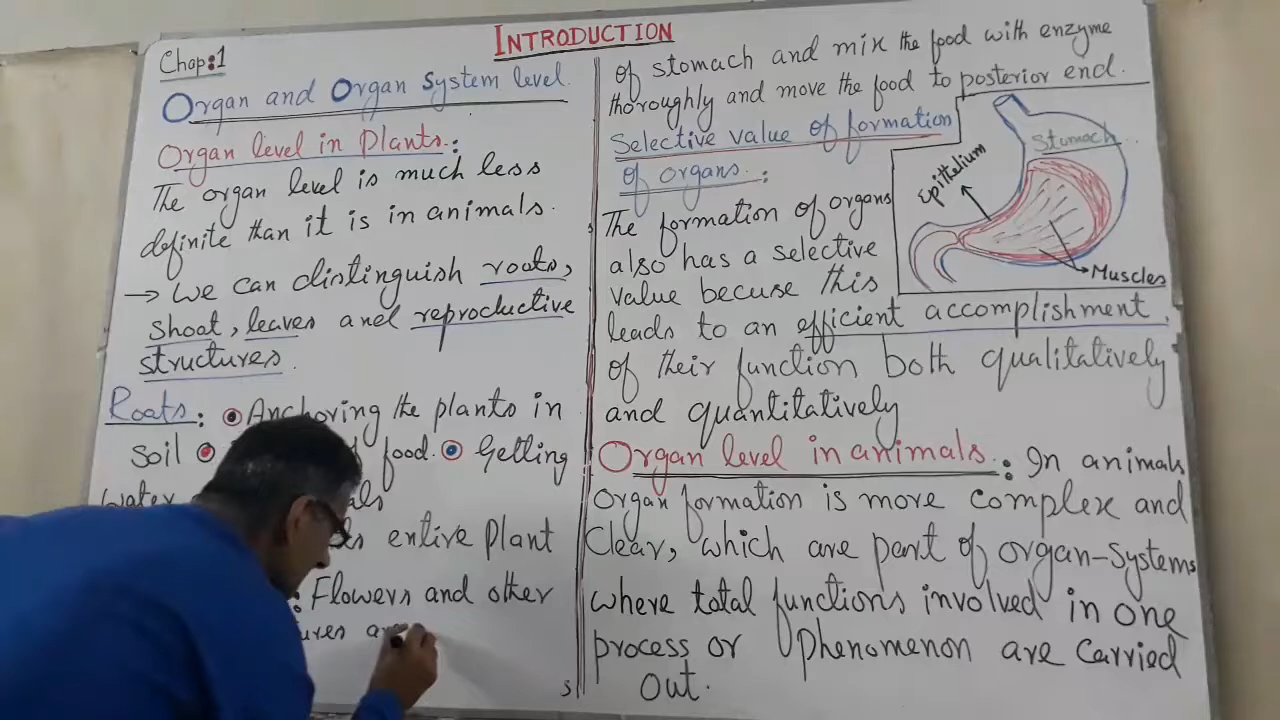 INTRODUCTION
Chap:1
Organ and Organ System level
Organ level in Plants:
The organ level is much less
definite than it is in animals.
→ We can distinguish roots,
shoot, leaves and reproductive
structures.
Roots: Anchoring the plants in
soil food. Getting
water
entire plant
: Flowers and other
of stomach and mix the food with enzyme
thoroughly and move the food to posterior end.
Selective value of formation
of organs:
The formation of organs
also has a selective
value becuse this
leads to an efficient accomplishment
of their function both qualitatively
and quantitatively
Stomach
Epithelium
Muscles
Organ level in animals: In animals
Organ formation is more complex and
Clear, which are part of organ-systems
where total functions involved in one
process or phenomenon are carried
out.